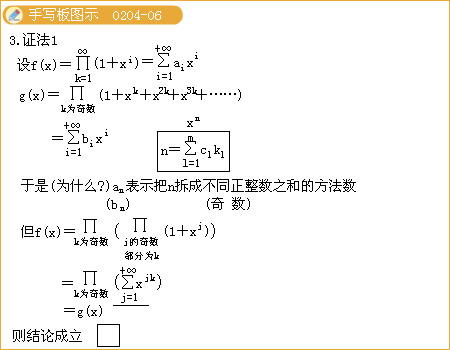 手写板图示 0204-06
3.证法1
设f(x)=∏_{k=1}^{∞}(1+x^i)=∑_{i=1}^{+∞}a_i x^i
g(x)=∏_{k为奇数}(1+x^k+x^{2k}+x^{3k}+……)
=∑_{i=1}^{+∞}b_i x^i
x^n
n=∑_{l=1}^{m}c_l k_l
于是(为什么?)a_n表示把n拆成不同正整数之和的方法数
(b_n) (奇 数)
但f(x)=∏_{k为奇数}(∏_{j的奇数部分为k}(1+x^j))
=∏_{k为奇数}(∑_{j=1}^{+∞}x^{jk})
=g(x)
则结论成立 □